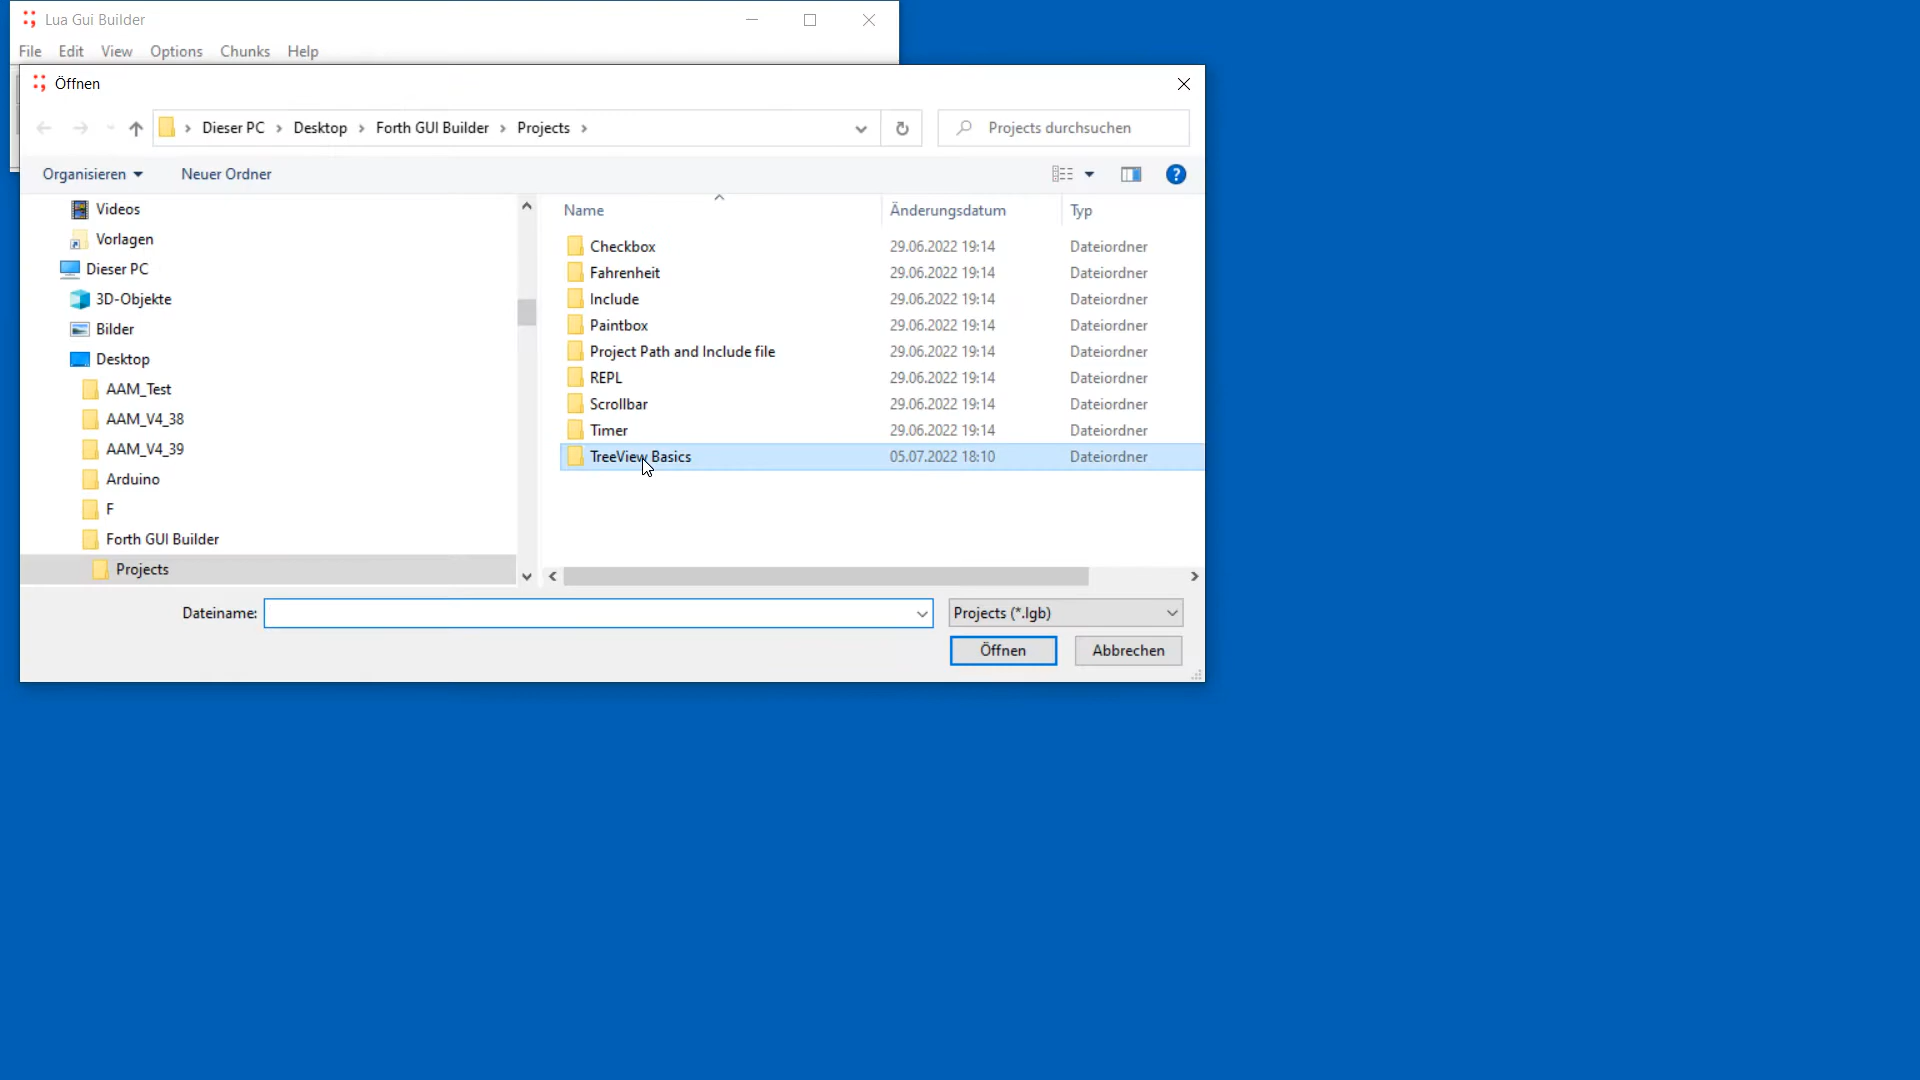 Lua Gui Builder
File Edit View Options Chunks Help
Öffnen
Dieser PC Desktop Forth GUI Builder Projects
Projects durchsuchen
Organisieren Neuer Ordner
?
Videos
Vorlagen
Dieser PC
3D-Objekte
Bilder
Desktop
AAM_Test
AAM_V4_38
AAM_V4_39
Arduino
F
Forth GUI Builder
Projects
Name Änderungsdatum Typ
Checkbox 29.06.2022 19:14 Dateiordner
Fahrenheit 29.06.2022 19:14 Dateiordner
Include 29.06.2022 19:14 Dateiordner
Paintbox 29.06.2022 19:14 Dateiordner
Project Path and Include file 29.06.2022 19:14 Dateiordner
REPL 29.06.2022 19:14 Dateiordner
Scrollbar 29.06.2022 19:14 Dateiordner
Timer 29.06.2022 19:14 Dateiordner
TreeView Basics 05.07.2022 18:10 Dateiordner
Dateiname: Projects (*.lgb)
Öffnen Abbrechen